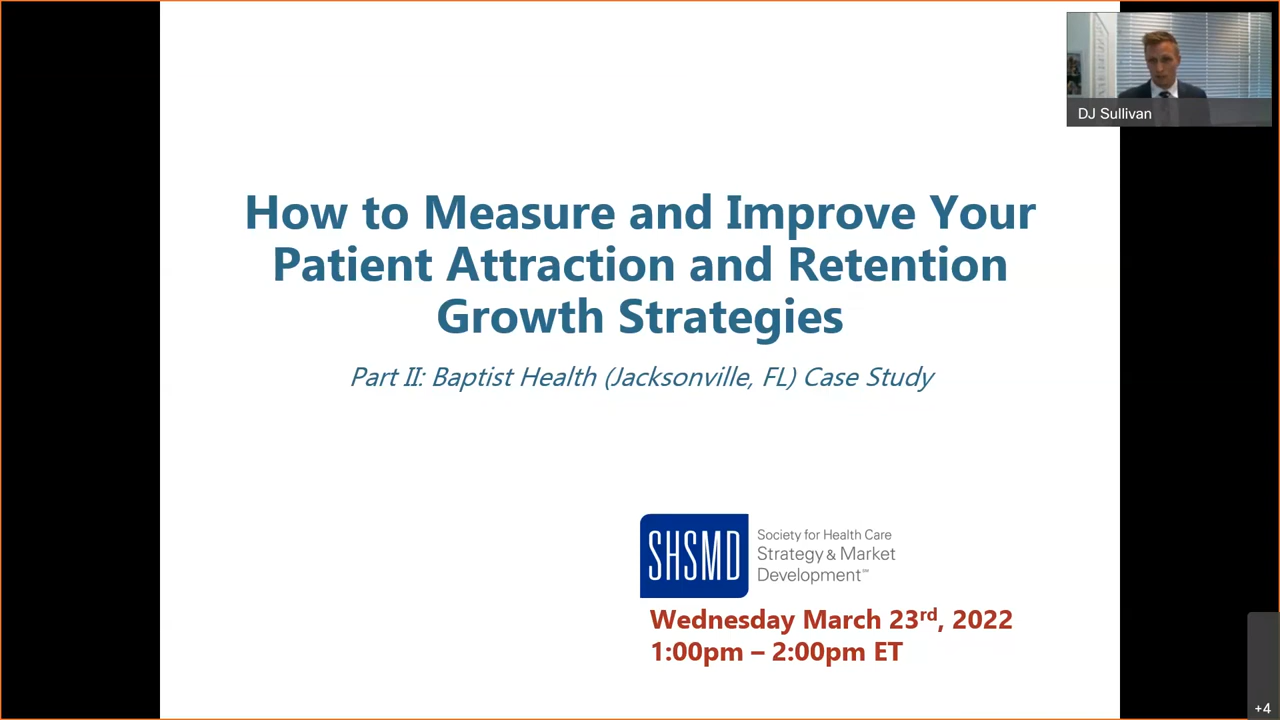 DJ Sullivan
How to Measure and Improve Your
Patient Attraction and Retention
Growth Strategies
Part II: Baptist Health (Jacksonville, FL) Case Study
SHSMD
Society for Health Care
Strategy & Market
Development℠
Wednesday March 23rd, 2022
1:00pm – 2:00pm ET
+4